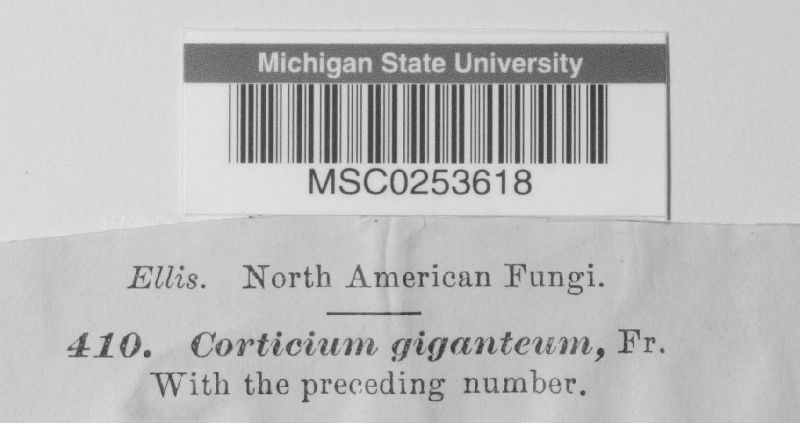 Michigan State University
MSC0253618
Ellis. North American Fungi.
410. Corticium giganteum, Fr.
With the preceding number.